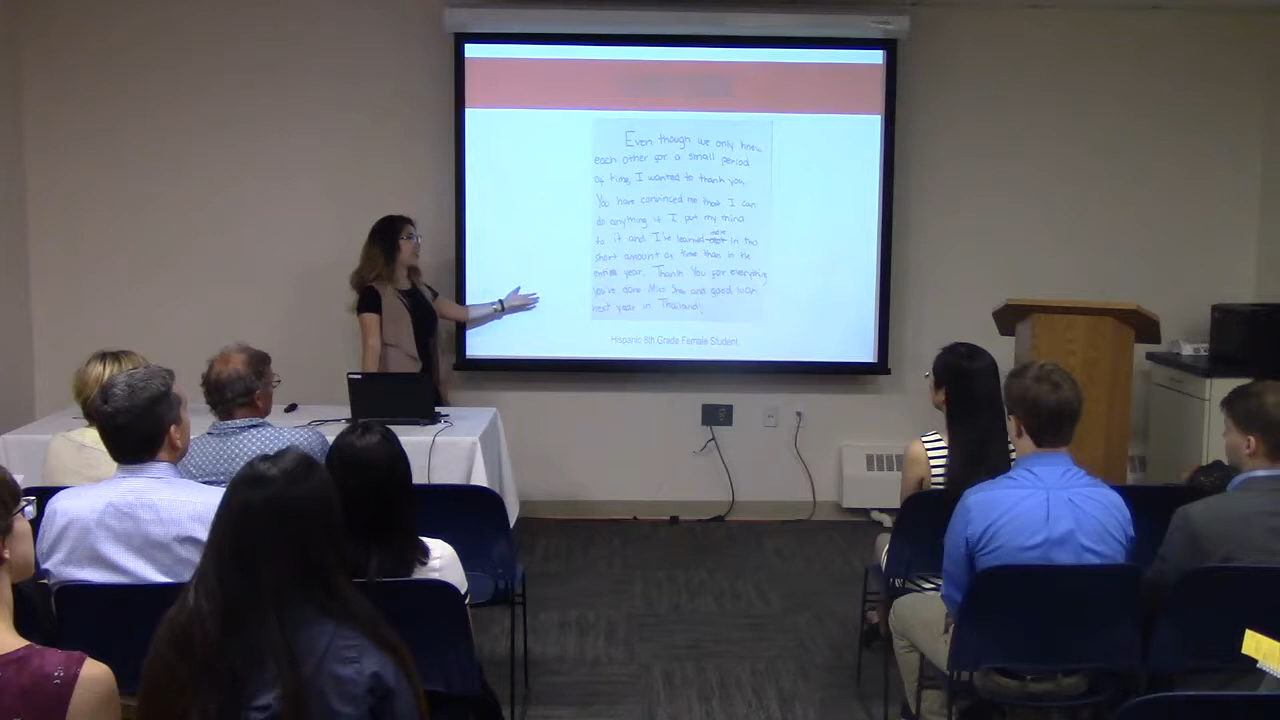 Even though we only knew
each other for a small period
of time, I wanted to thank you.
You have convinced me that I can
do anything if I put my mind
to it and I've learned more in this
short amount of time than in the
entire year. Thank You for everything
You've done Miss and good luck
next year in Thailand!
Hispanic 8th Grade Female Student